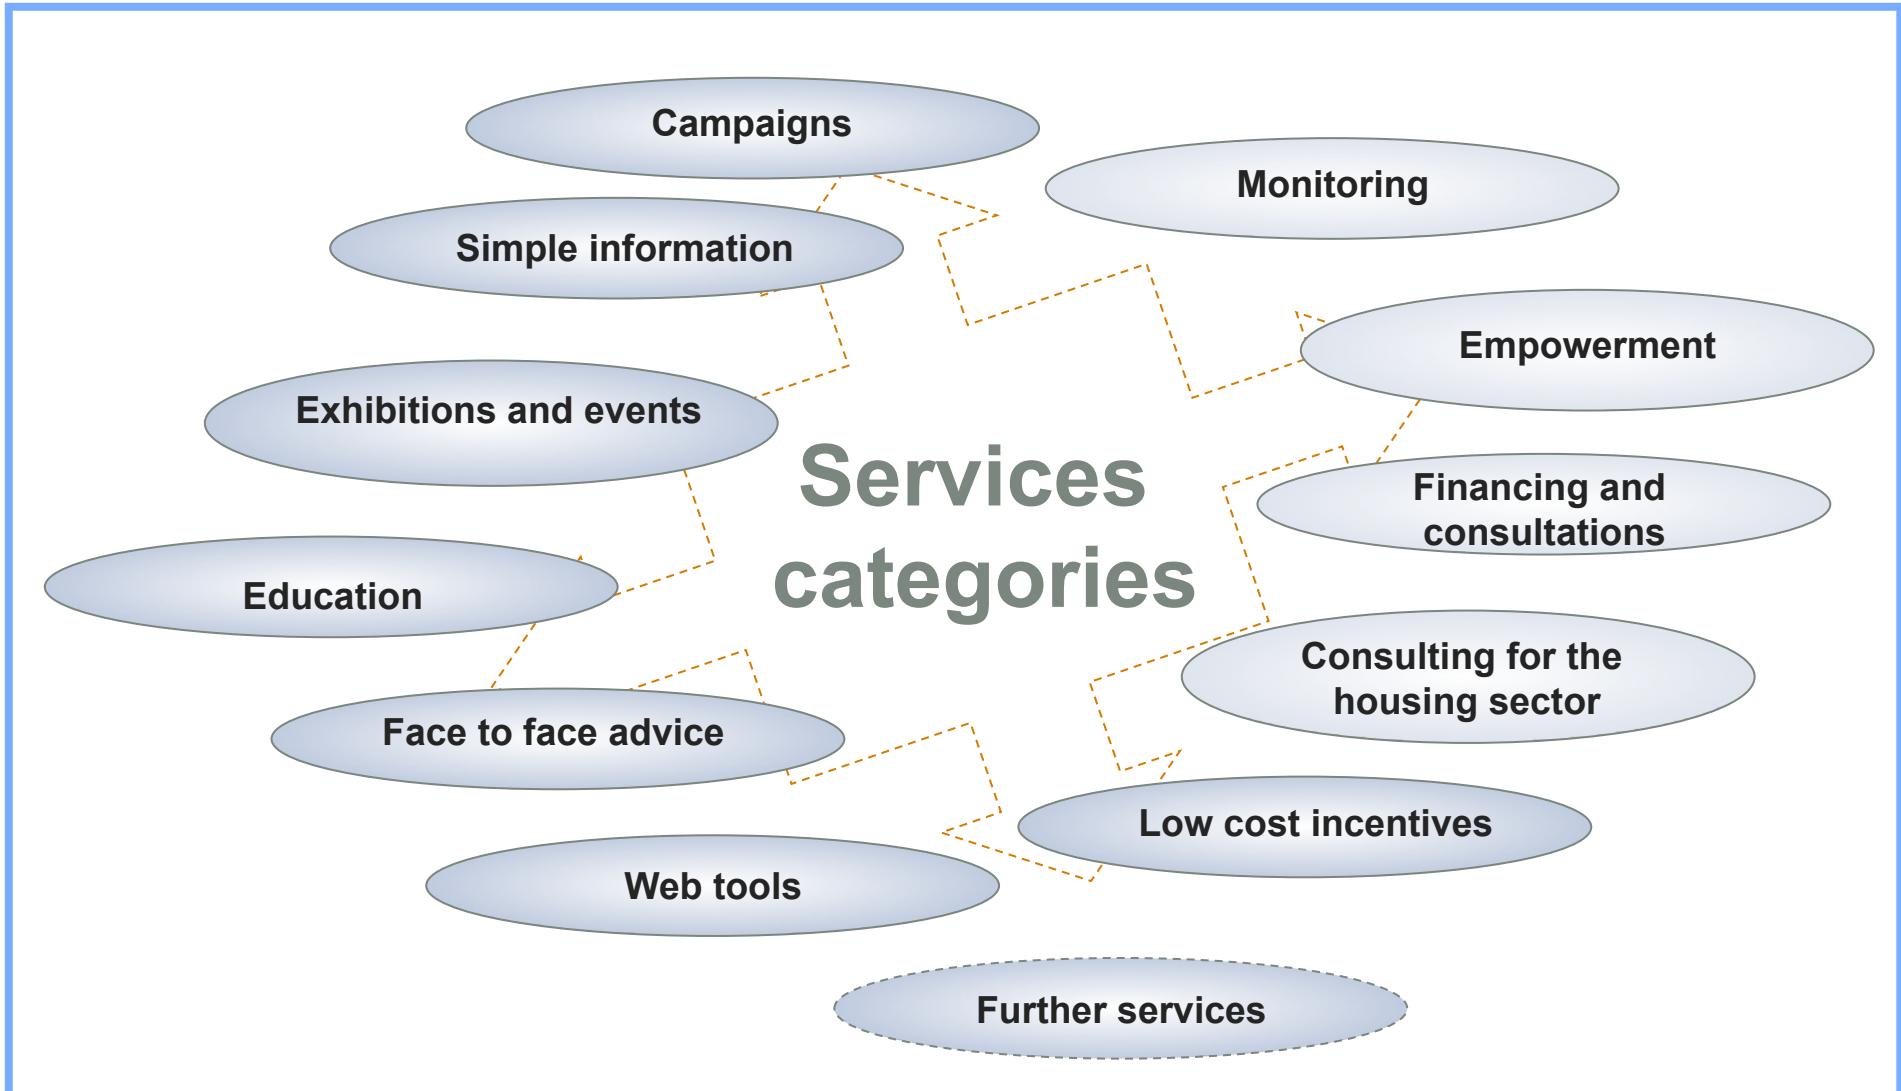 Campaigns
Monitoring
Simple information
Empowerment
Exhibitions and events
Services
categories
Financing and
consultations
Education
Consulting for the
housing sector
Face to face advice
Low cost incentives
Web tools
Further services